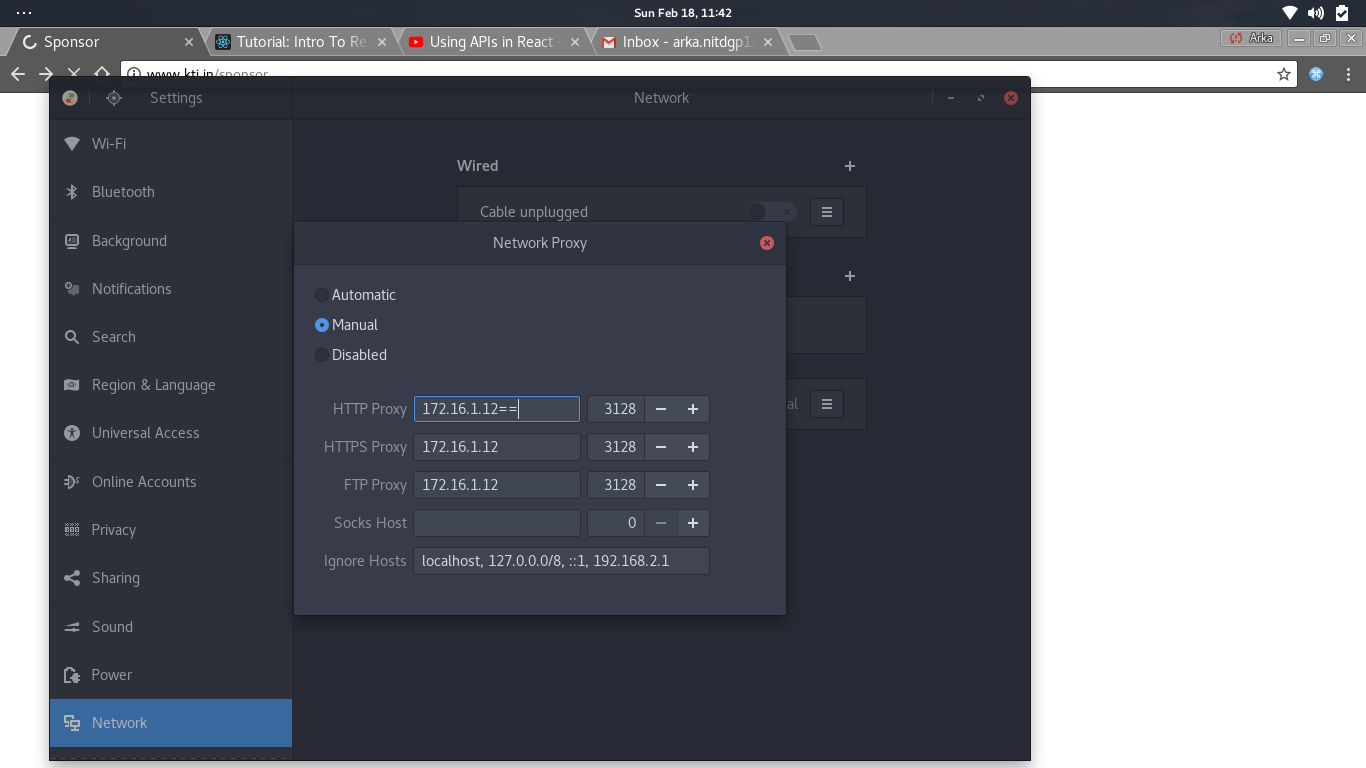 Sun Feb 18, 11:42
Sponsor
Tutorial: Intro To Re
Using APIs in React
Inbox - arka.nitdgp1
Arka
www.kti.in/sponsor
Settings
Network
Wi-Fi
Bluetooth
Background
Notifications
Search
Region & Language
Universal Access
Online Accounts
Privacy
Sharing
Sound
Power
Network
Wired
Cable unplugged
al
Network Proxy
Automatic
Manual
Disabled
HTTP Proxy 172.16.1.12== 3128
HTTPS Proxy 172.16.1.12 3128
FTP Proxy 172.16.1.12 3128
Socks Host 0
Ignore Hosts localhost, 127.0.0.0/8, ::1, 192.168.2.1